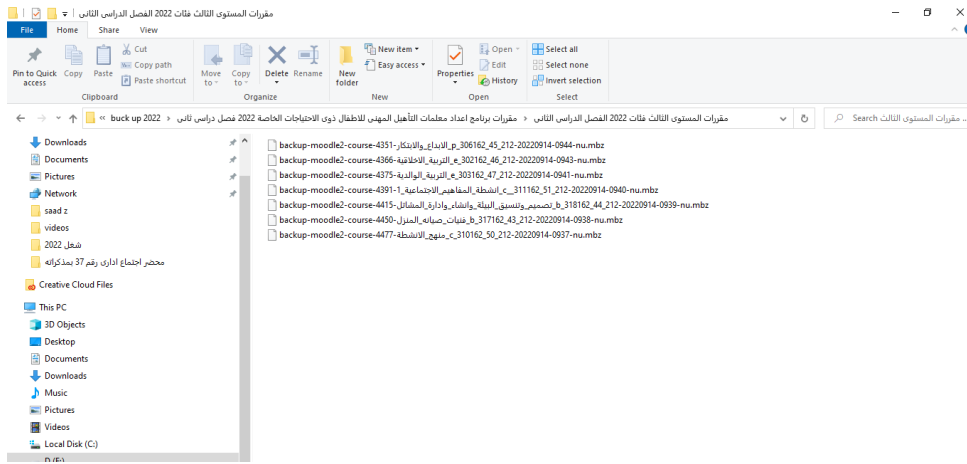 مقررات المستوى الثالث فئات 2022 الفصل الدراسى الثانى
File Home Share View
Pin to Quick access
Copy
Paste
Cut
Copy path
Paste shortcut
Clipboard
Move to
Copy to
Delete
Rename
Organize
New folder
New item
Easy access
New
Properties
Open
Edit
History
Open
Select all
Select none
Invert selection
Select
« buck up 2022 › مقررات برنامج اعداد معلمات التأهيل المهنى للاطفال ذوى الاحتياجات الخاصة 2022 فصل دراسى ثانى › مقررات المستوى الثالث فئات 2022 الفصل الدراسى الثانى
Search مقررات المستوى الثالث ...
Downloads
Documents
Pictures
Network
saad z
videos
شغل 2022
محضر اجتماع ادارى رقم 37 بمذكراته
Creative Cloud Files
This PC
3D Objects
Desktop
Documents
Downloads
Music
Pictures
Videos
Local Disk (C:)
D (F:)
backup-moodle2-course-4351-الابداع_والابتكار_p_306162_45_212-20220914-0944-nu.mbz
backup-moodle2-course-4366-التربية_الاخلاقية_e_302162_46_212-20220914-0943-nu.mbz
backup-moodle2-course-4375-التربية_الوالدية_e_303162_47_212-20220914-0941-nu.mbz
backup-moodle2-course-4391-1_انشطة_المفاهيم_الاجتماعية_c__311162_51_212-20220914-0940-nu.mbz
backup-moodle2-course-4415-تصميم_وتنسيق_البيئة_وانشاء_وادارة_المشاتل_b_318162_44_212-20220914-0939-nu.mbz
backup-moodle2-course-4450-فنيات_صيانه_المنزل_b_317162_43_212-20220914-0938-nu.mbz
backup-moodle2-course-4477-منهج_الانشطة_c_310162_50_212-20220914-0937-nu.mbz